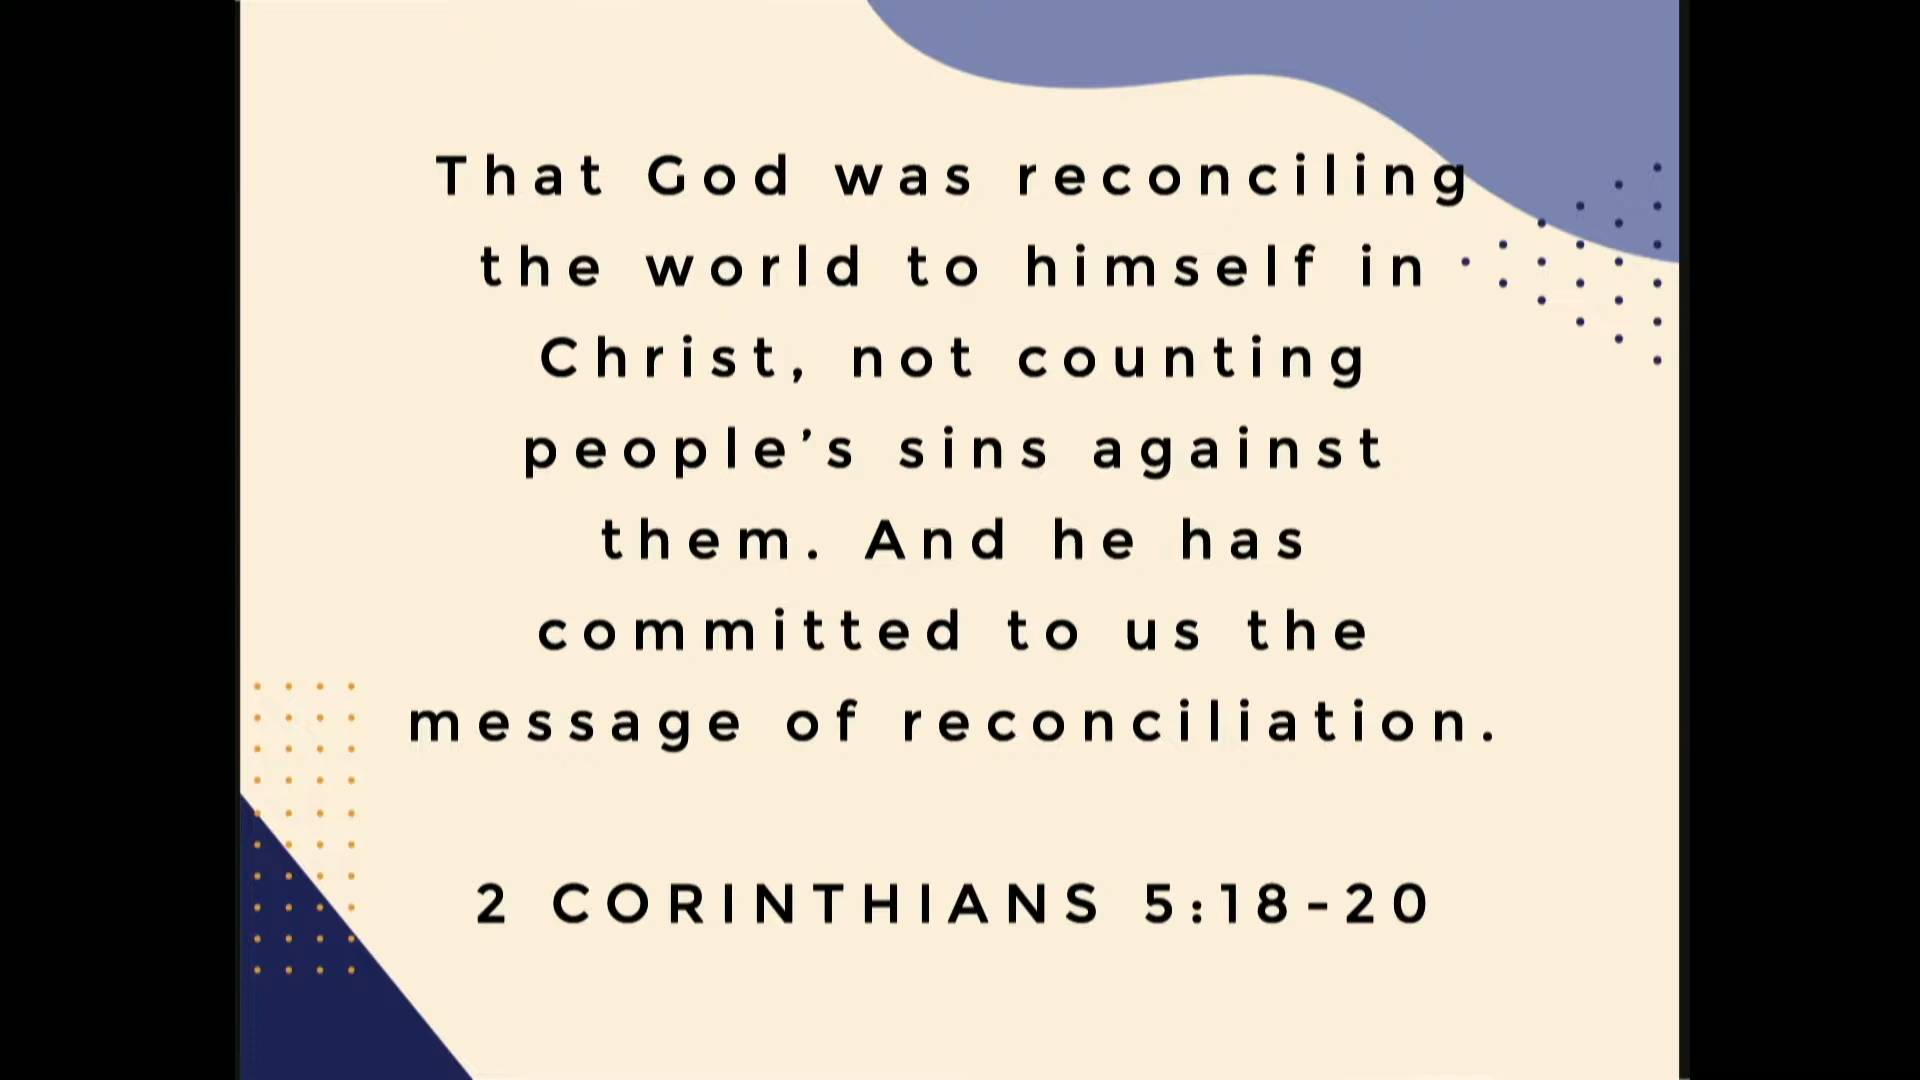 That God was reconciling
the world to himself in
Christ, not counting
people’s sins against
them. And he has
committed to us the
message of reconciliation.
2 CORINTHIANS 5:18-20